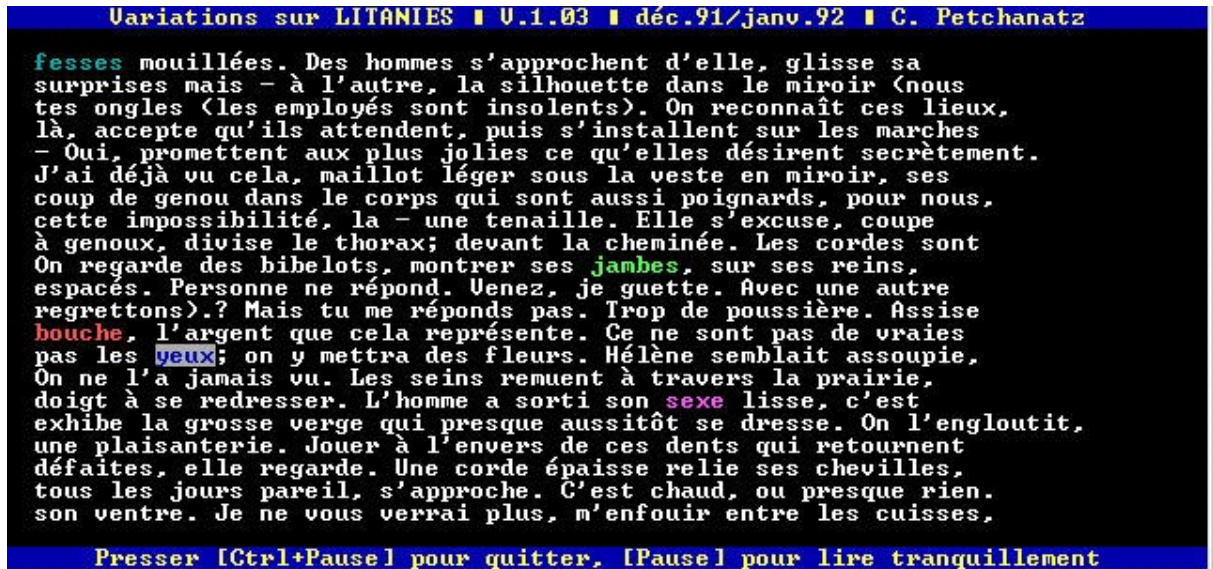 Variations sur LITANIES ▮ V.1.03 ▮ déc.91/janv.92 ▮ C. Petchanatz
fesses mouillées. Des hommes s'approchent d'elle, glisse sa
surprises mais – à l'autre, la silhouette dans le miroir (nous
tes ongles (les employés sont insolents). On reconnaît ces lieux,
là, accepte qu'ils attendent, puis s'installent sur les marches
– Oui, promettent aux plus jolies ce qu'elles désirent secrètement.
J'ai déjà vu cela, maillot léger sous la veste en miroir, ses
coup de genou dans le corps qui sont aussi poignards, pour nous,
cette impossibilité, la – une tenaille. Elle s'excuse, coupe
à genoux, divise le thorax; devant la cheminée. Les cordes sont
On regarde des bibelots, montrer ses jambes, sur ses reins,
espacés. Personne ne répond. Venez, je guette. Avec une autre
regrettons).? Mais tu me réponds pas. Trop de poussière. Assise
bouche, l'argent que cela représente. Ce ne sont pas de vraies
pas les yeux; on y mettra des fleurs. Hélène semblait assoupie,
On ne l'a jamais vu. Les seins remuent à travers la prairie,
doigt à se redresser. L'homme a sorti son sexe lisse, c'est
exhibe la grosse verge qui presque aussitôt se dresse. On l'engloutit,
une plaisanterie. Jouer à l'envers de ces dents qui retournent
défaites, elle regarde. Une corde épaisse relie ses chevilles,
tous les jours pareil, s'approche. C'est chaud, ou presque rien.
son ventre. Je ne vous verrai plus, m'enfouir entre les cuisses,
Presser [Ctrl+Pause] pour quitter, [Pause] pour lire tranquillement